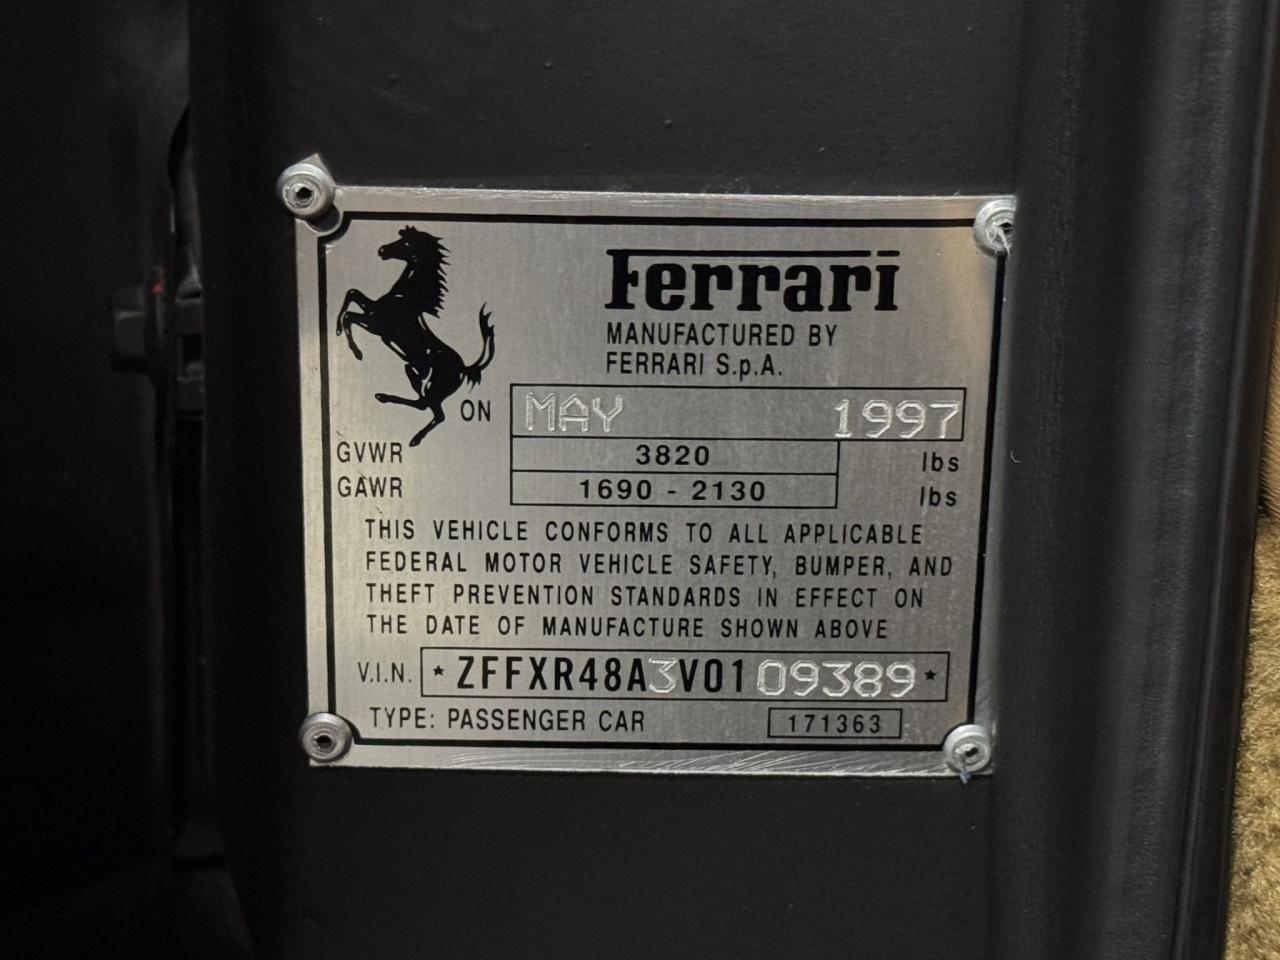 Ferrari
MANUFACTURED BY
FERRARI S.p.A.
ON MAY 1997
GVWR 3820 lbs
GAWR 1690 - 2130 lbs
THIS VEHICLE CONFORMS TO ALL APPLICABLE
FEDERAL MOTOR VEHICLE SAFETY, BUMPER, AND
THEFT PREVENTION STANDARDS IN EFFECT ON
THE DATE OF MANUFACTURE SHOWN ABOVE
V.I.N. * ZFFXR48A3V0109389 *
TYPE: PASSENGER CAR 171363